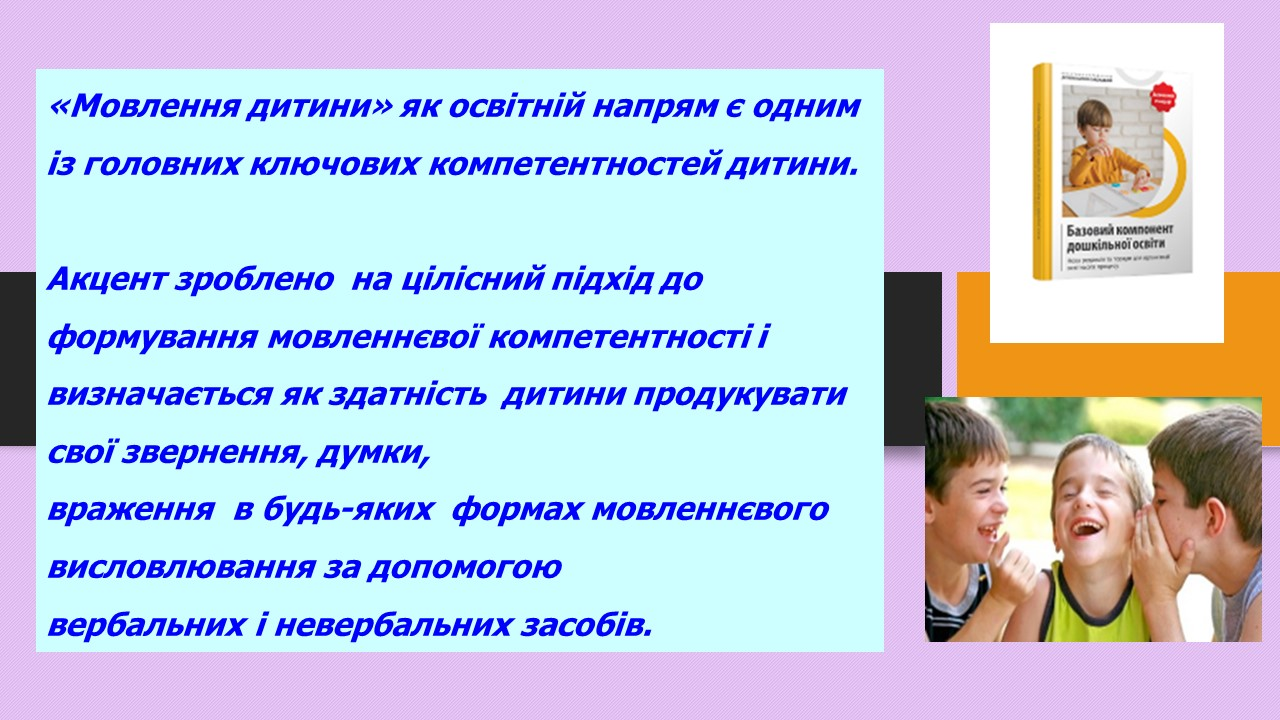 «Мовлення дитини» як освітній напрям є одним
із головних ключових компетентностей дитини.
Акцент зроблено на цілісний підхід до
формування мовленнєвої компетентності і
визначається як здатність дитини продукувати
свої звернення, думки,
враження в будь-яких формах мовленнєвого
висловлювання за допомогою
вербальних і невербальних засобів.
Базовий компонент
дошкільної освіти